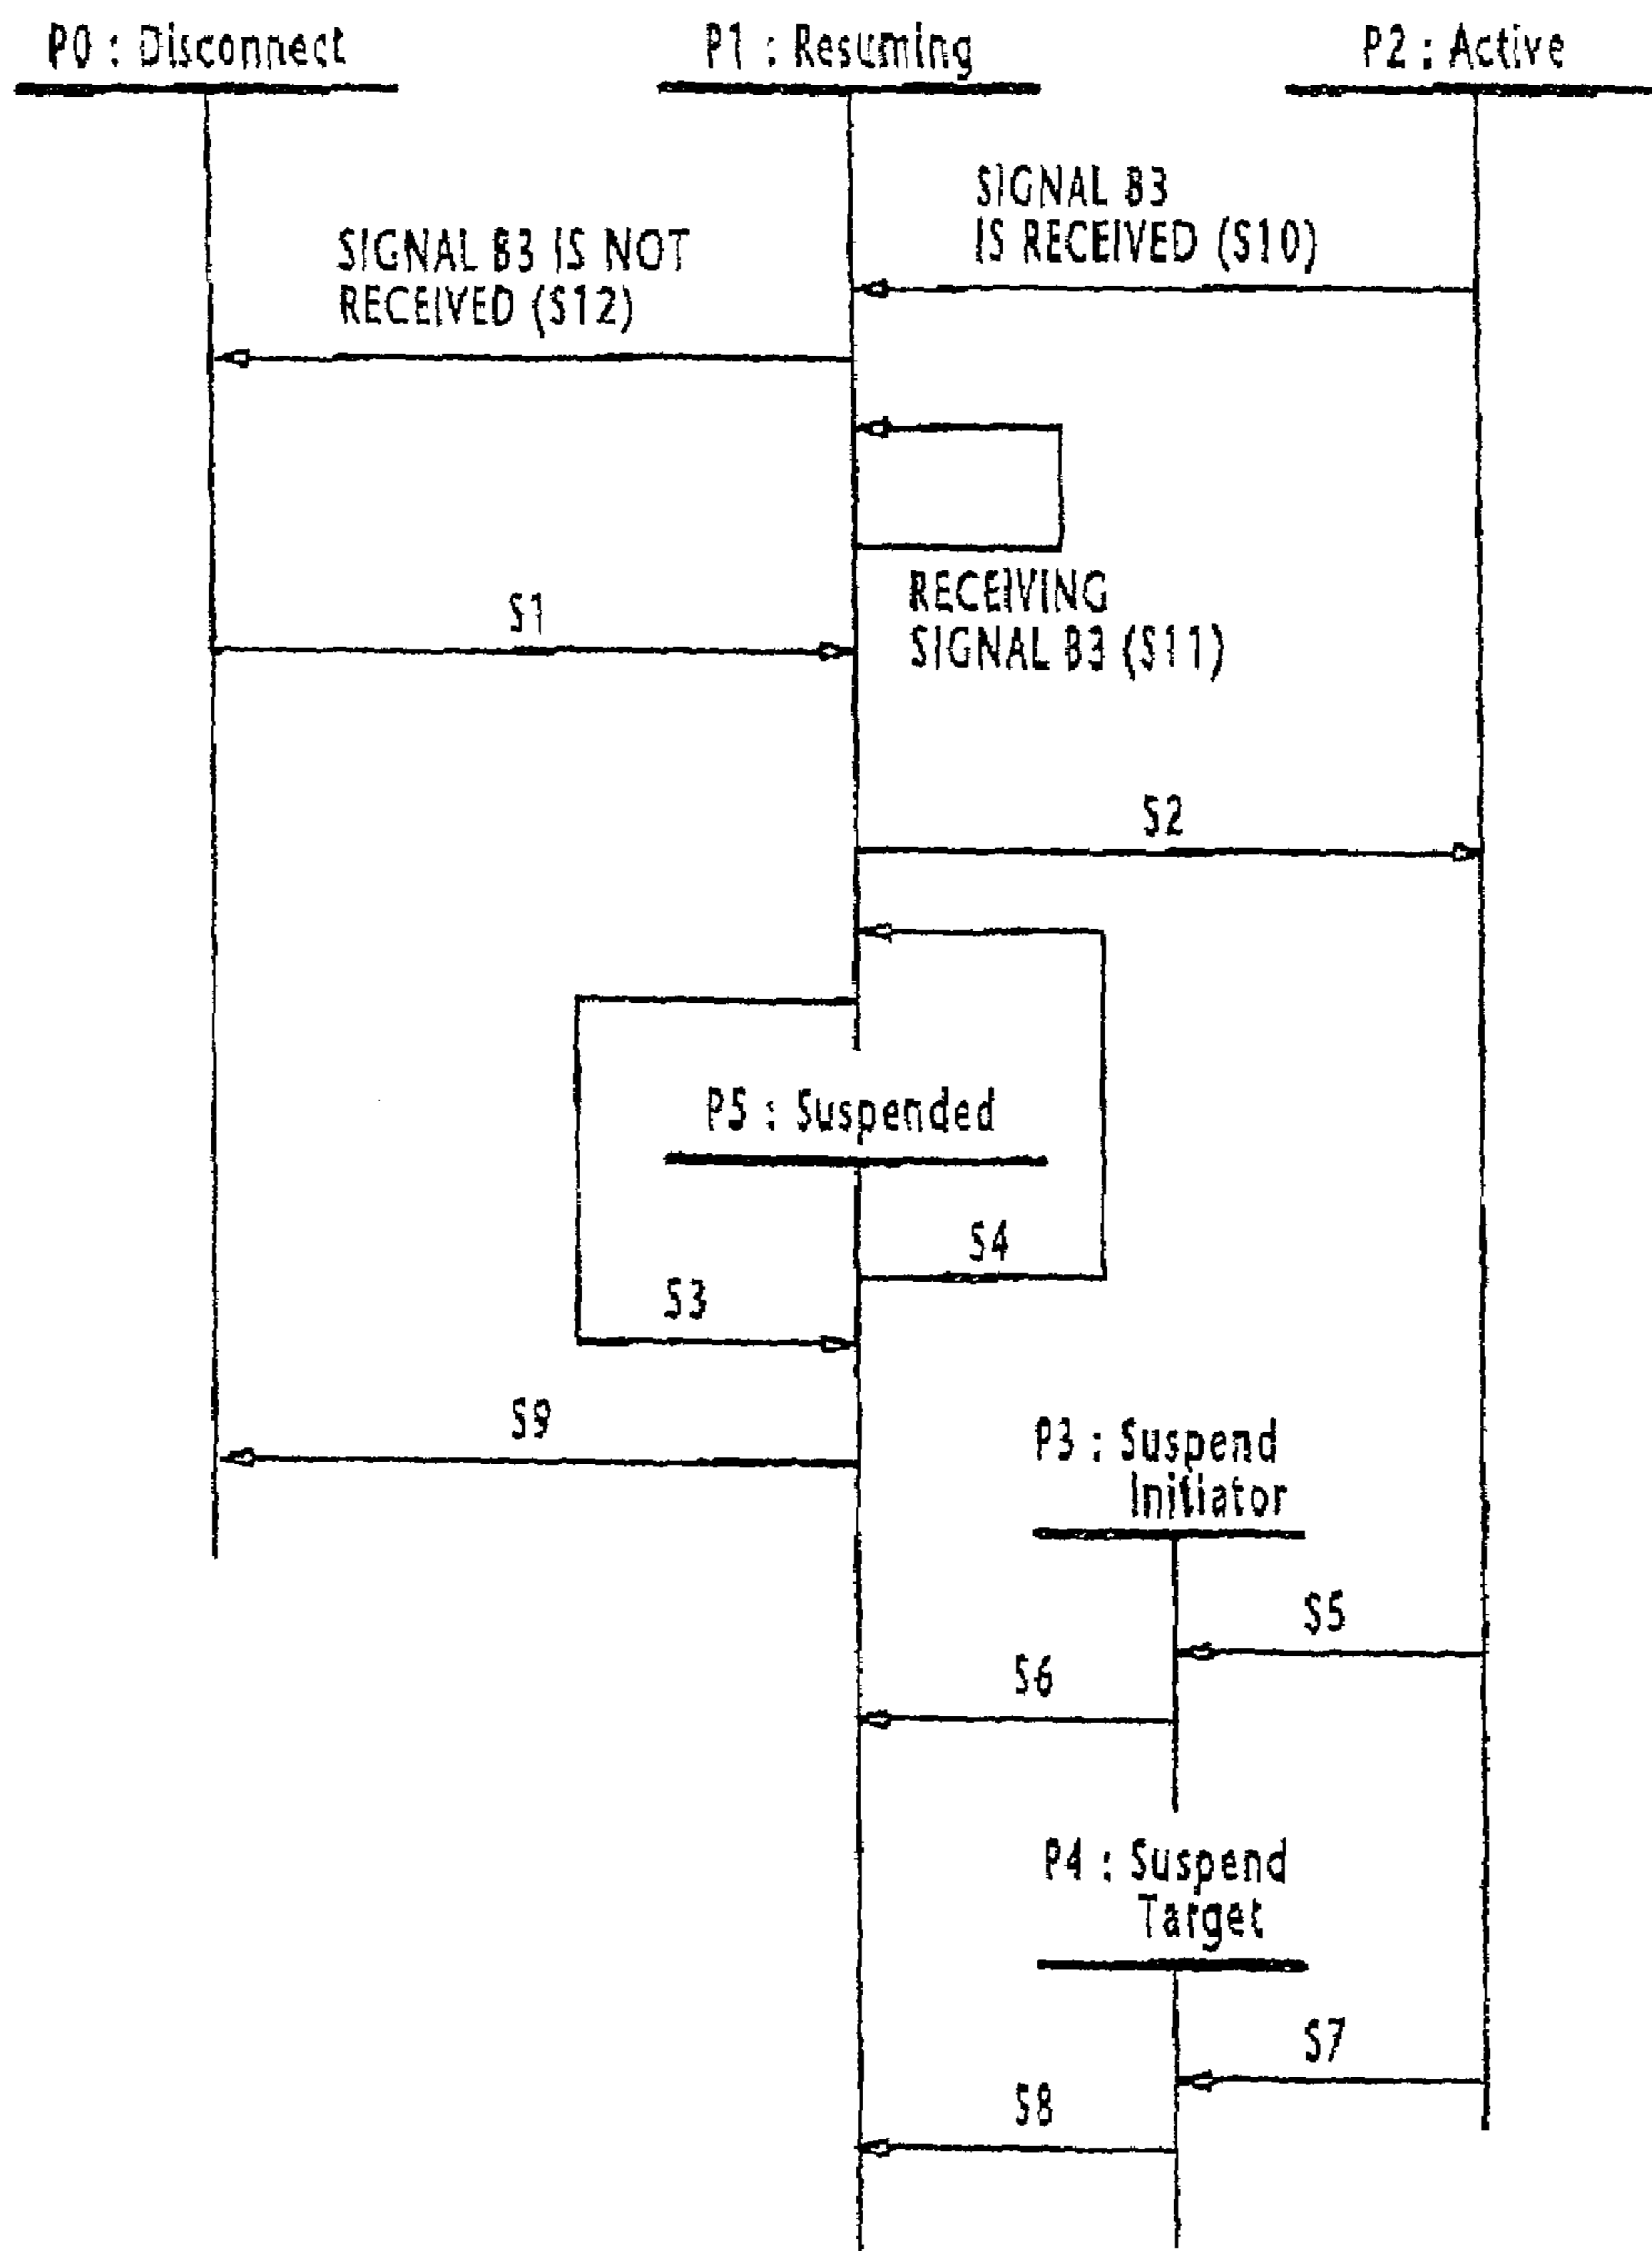 P0 : Disconnect
P1 : Resuming
P2 : Active
SIGNAL B3
IS RECEIVED (S10)
SIGNAL B3 IS NOT
RECEIVED (S12)
RECEIVING
SIGNAL B3 (S11)
S1
S2
P5 : Suspended
S4
S3
S9
P3 : Suspend
Initiator
S5
S6
P4 : Suspend
Target
S7
S8